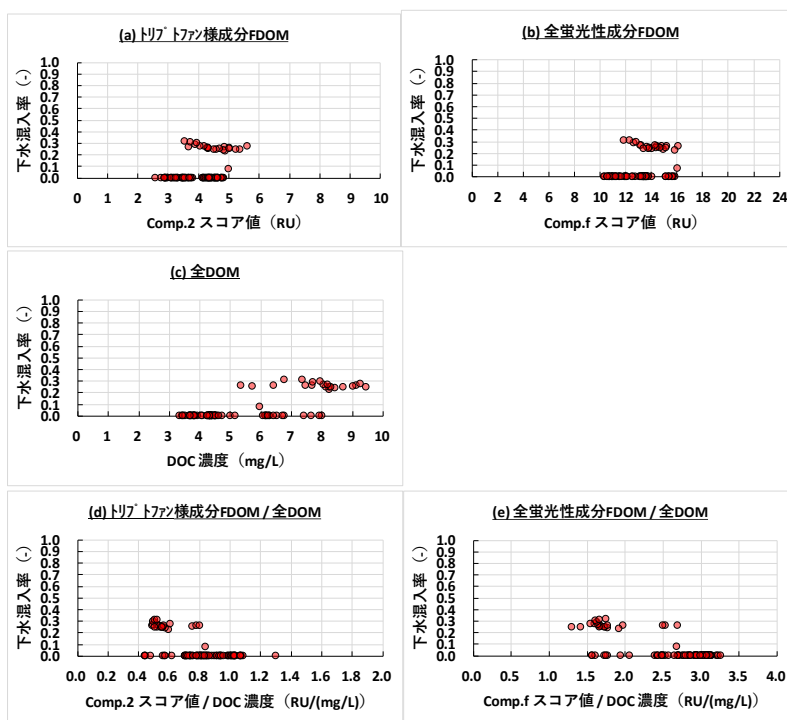 (a) ﾄﾘﾌﾟﾄﾌｧﾝ様成分FDOM
下水混入率（-）
1.0
0.9
0.8
0.7
0.6
0.5
0.4
0.3
0.2
0.1
0.0
0 1 2 3 4 5 6 7 8 9 10
Comp.2 スコア値（RU）
(b) 全蛍光性成分FDOM
下水混入率（-）
1.0
0.9
0.8
0.7
0.6
0.5
0.4
0.3
0.2
0.1
0.0
0 2 4 6 8 10 12 14 16 18 20 22 24
Comp.f スコア値（RU）
(c) 全DOM
下水混入率（-）
1.0
0.9
0.8
0.7
0.6
0.5
0.4
0.3
0.2
0.1
0.0
0 1 2 3 4 5 6 7 8 9 10
DOC 濃度（mg/L）
(d) ﾄﾘﾌﾟﾄﾌｧﾝ様成分FDOM / 全DOM
下水混入率（-）
1.0
0.9
0.8
0.7
0.6
0.5
0.4
0.3
0.2
0.1
0.0
0.0 0.2 0.4 0.6 0.8 1.0 1.2 1.4 1.6 1.8 2.0
Comp.2 スコア値 / DOC 濃度（RU/(mg/L)）
(e) 全蛍光性成分FDOM / 全DOM
下水混入率（-）
1.0
0.9
0.8
0.7
0.6
0.5
0.4
0.3
0.2
0.1
0.0
0.0 0.5 1.0 1.5 2.0 2.5 3.0 3.5 4.0
Comp.f スコア値 / DOC 濃度（RU/(mg/L)）